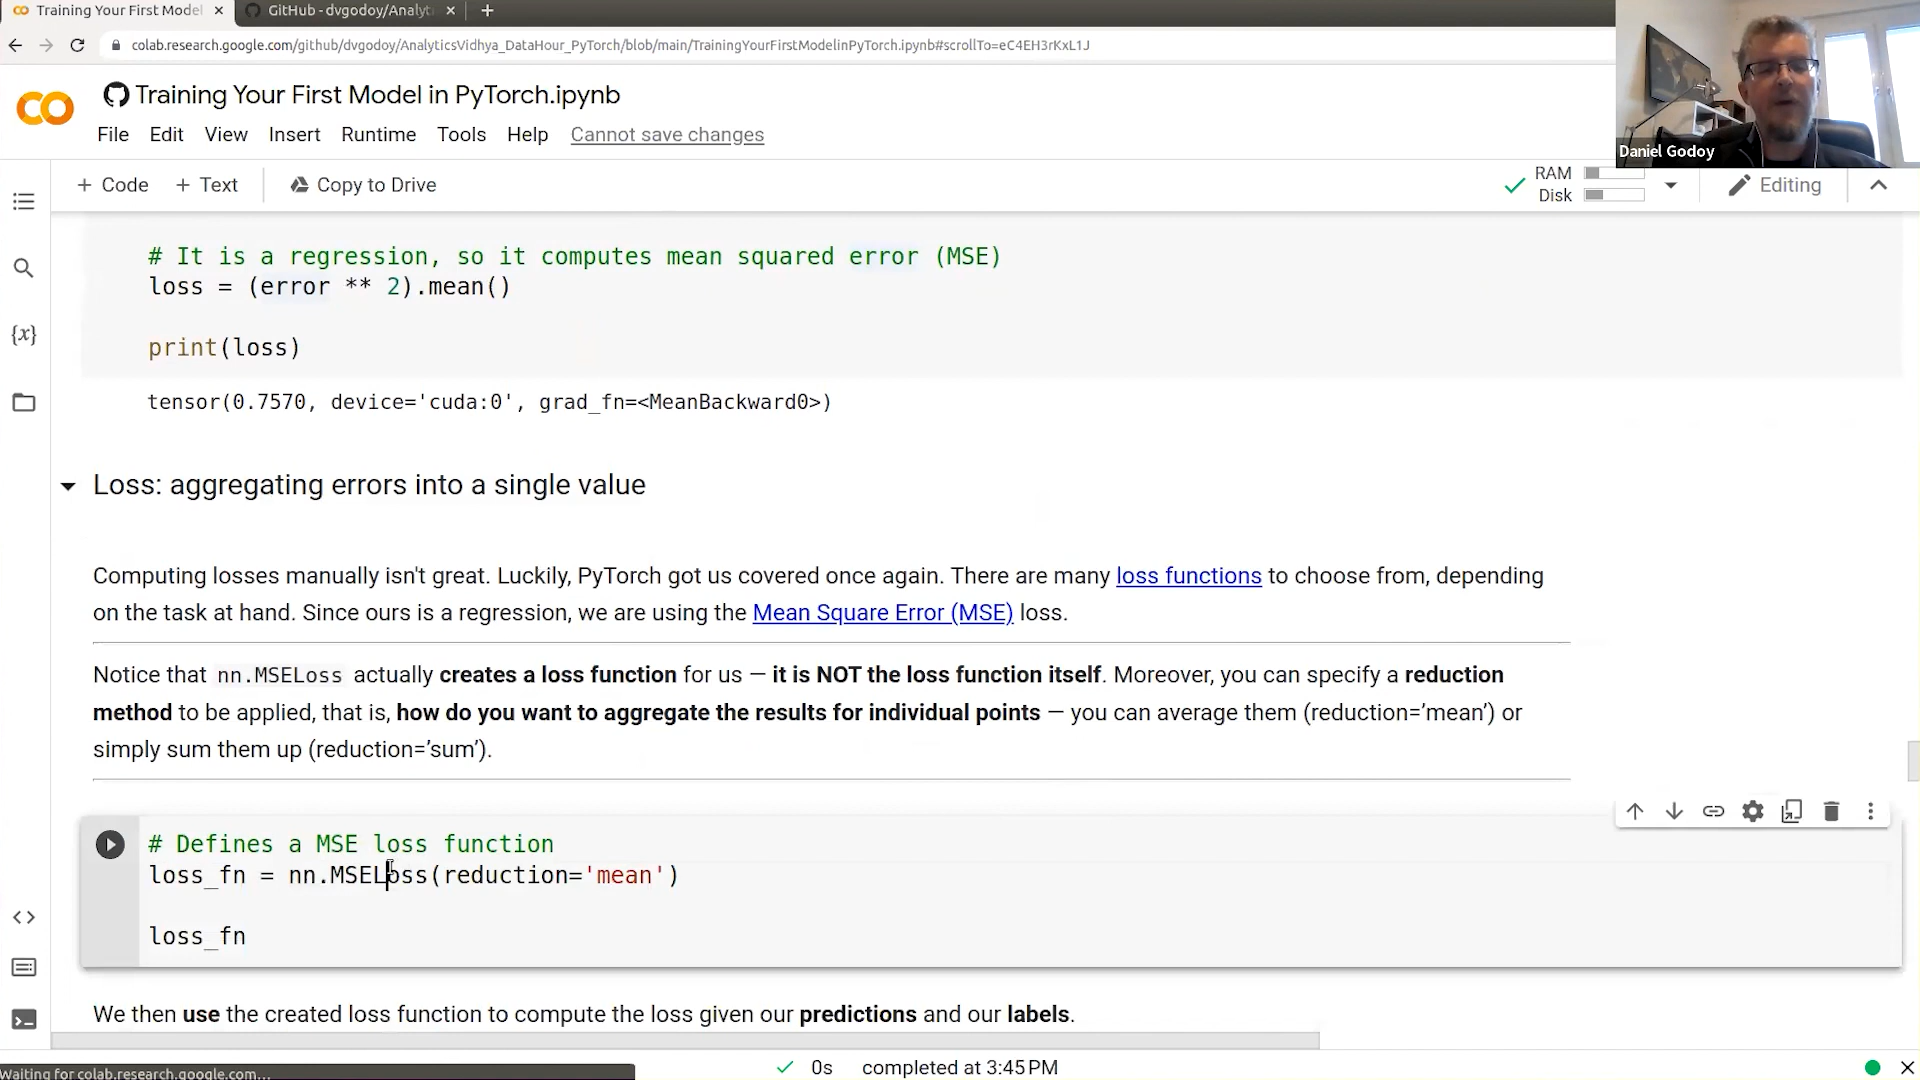 Training Your First Model
GitHub - dvgodoy/Analyt
colab.research.google.com/github/dvgodoy/AnalyticsVidhya_DataHour_PyTorch/blob/main/TrainingYourFirstModelinPyTorch.ipynb#scrollTo=eC4EH3rKxL1J
Training Your First Model in PyTorch.ipynb
File Edit View Insert Runtime Tools Help Cannot save changes
Daniel Godoy
+ Code + Text Copy to Drive
RAM
Disk
Editing
# It is a regression, so it computes mean squared error (MSE)
loss = (error ** 2).mean()
print(loss)
tensor(0.7570, device='cuda:0', grad_fn=<MeanBackward0>)
Loss: aggregating errors into a single value
Computing losses manually isn't great. Luckily, PyTorch got us covered once again. There are many loss functions to choose from, depending
on the task at hand. Since ours is a regression, we are using the Mean Square Error (MSE) loss.
Notice that nn.MSELoss actually creates a loss function for us — it is NOT the loss function itself. Moreover, you can specify a reduction
method to be applied, that is, how do you want to aggregate the results for individual points — you can average them (reduction=’mean’) or
simply sum them up (reduction=’sum’).
# Defines a MSE loss function
loss_fn = nn.MSELoss(reduction='mean')
loss_fn
We then use the created loss function to compute the loss given our predictions and our labels.
0s completed at 3:45 PM
Waiting for colab.research.google.com...